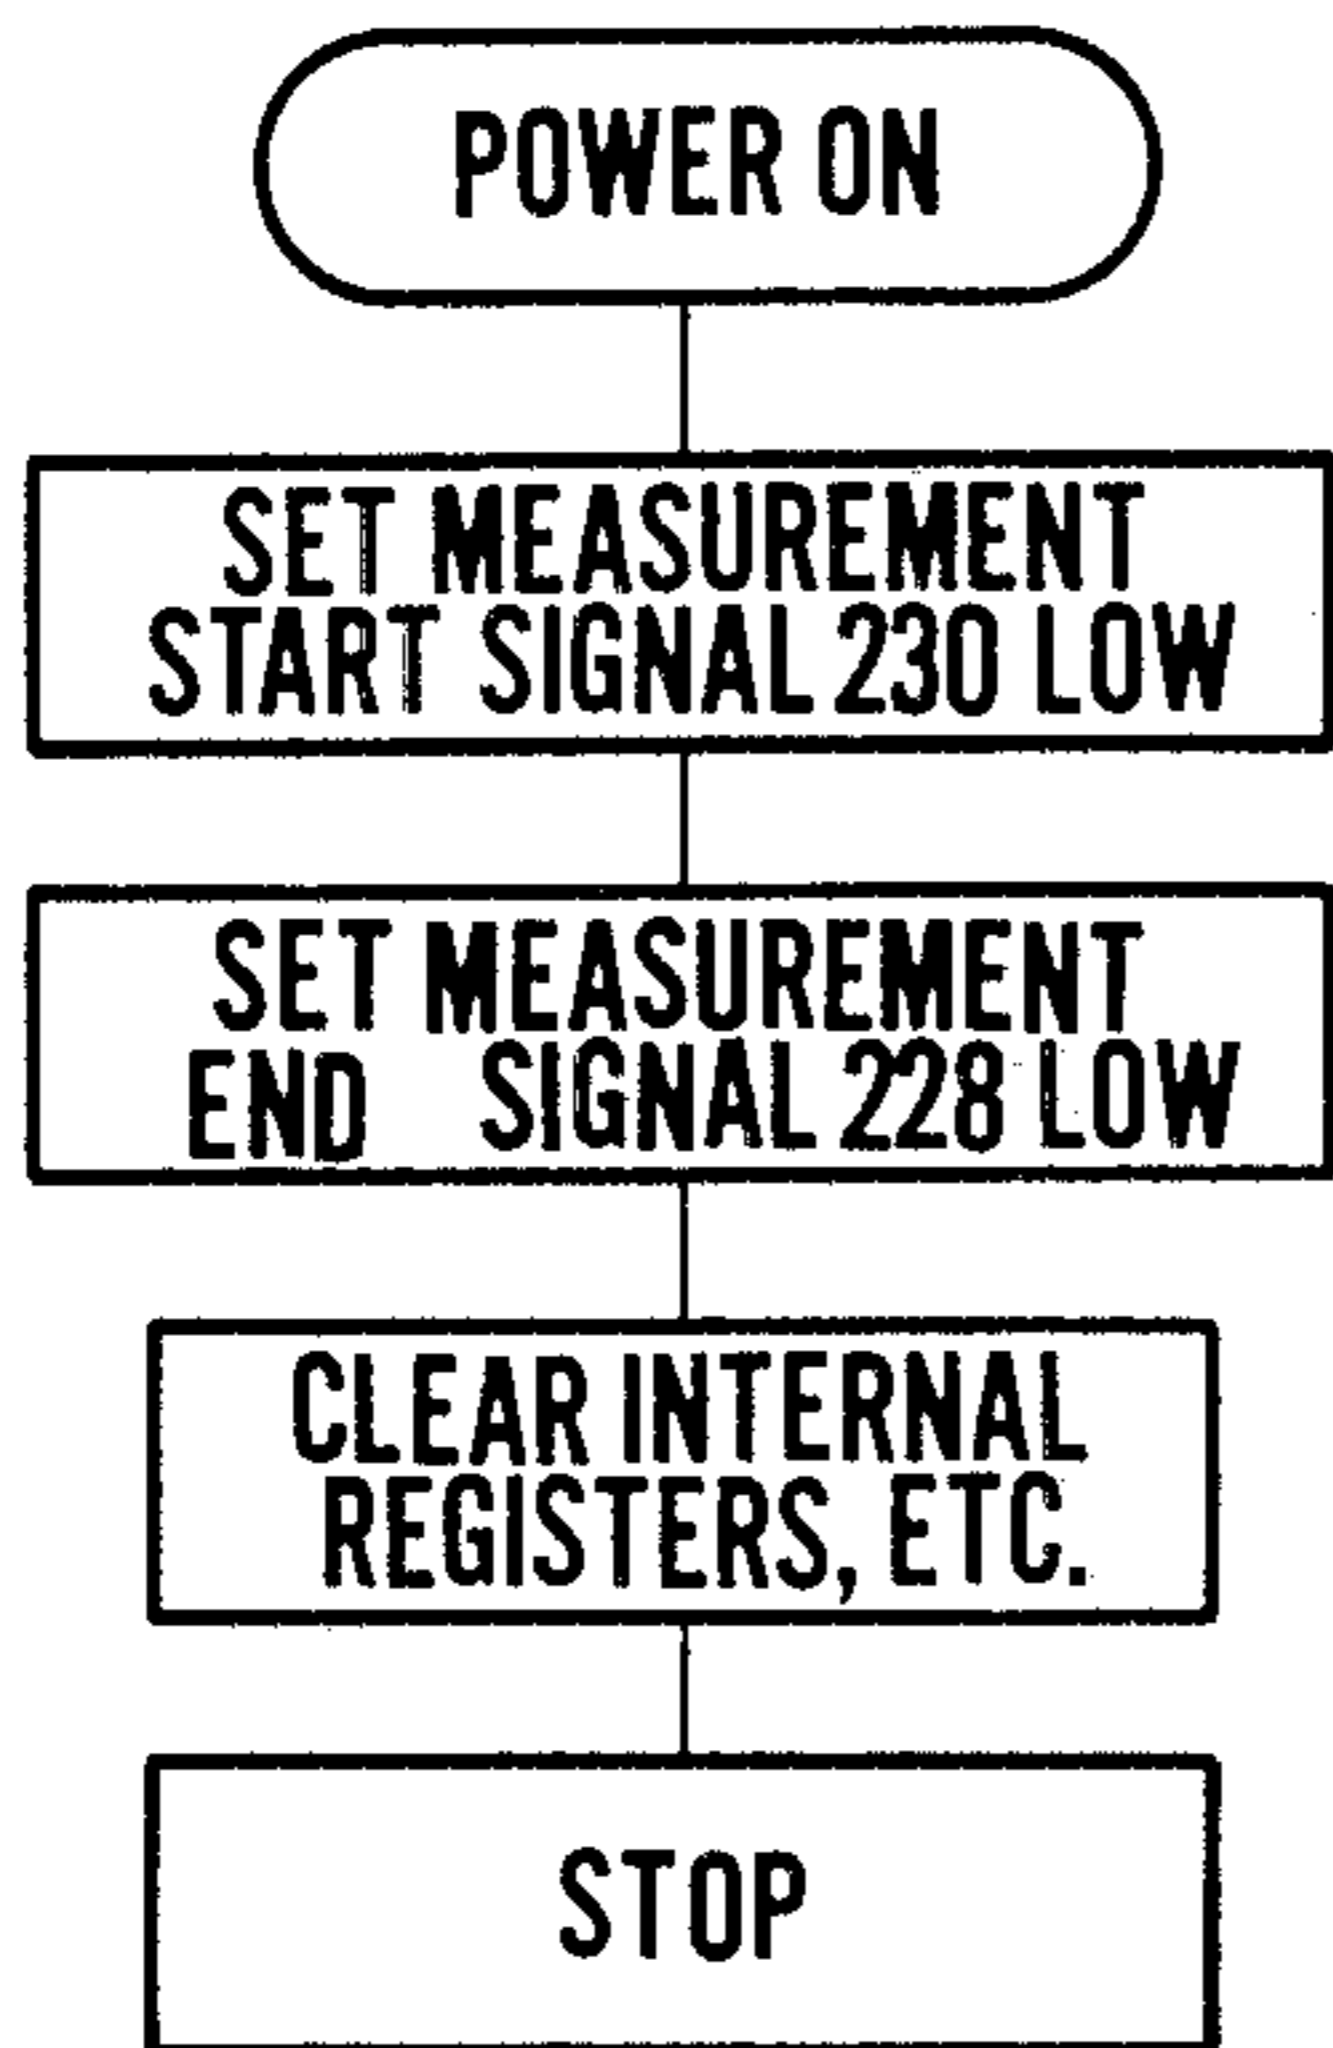 POWER ON
SET MEASUREMENT
START SIGNAL 230 LOW
SET MEASUREMENT
END SIGNAL 228 LOW
CLEAR INTERNAL
REGISTERS, ETC.
STOP